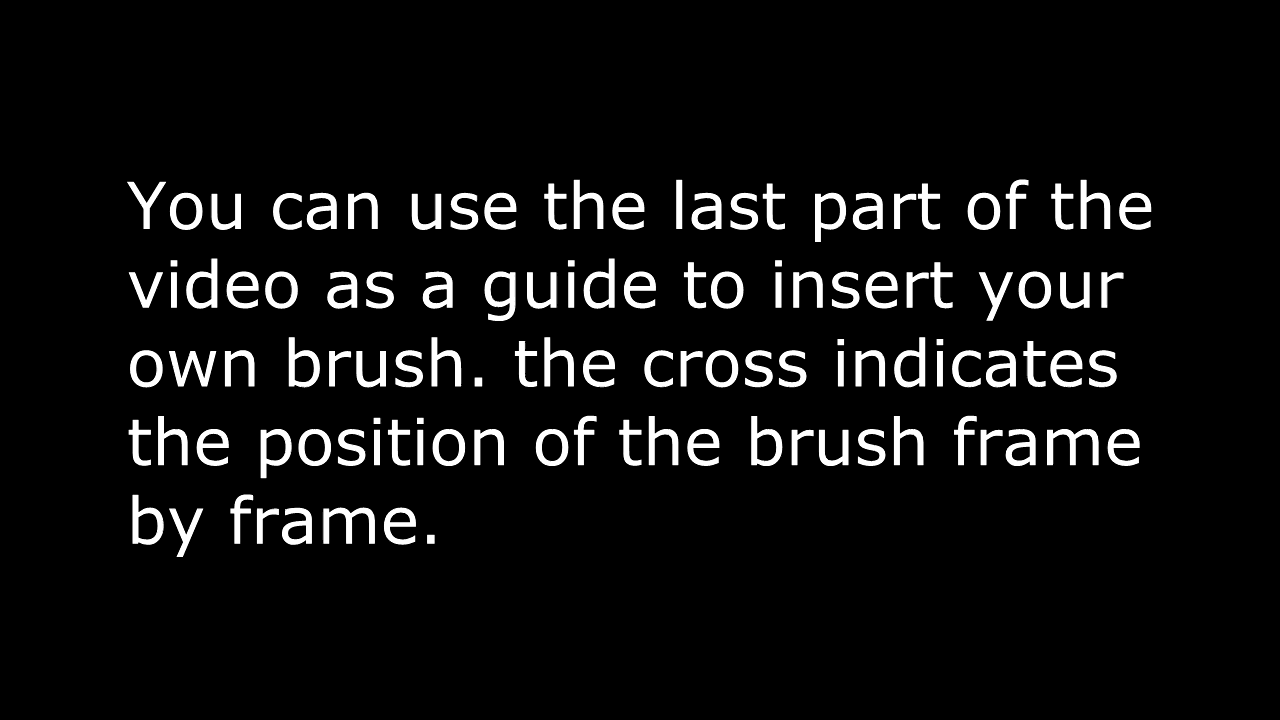 You can use the last part of the
video as a guide to insert your
own brush. the cross indicates
the position of the brush frame
by frame.